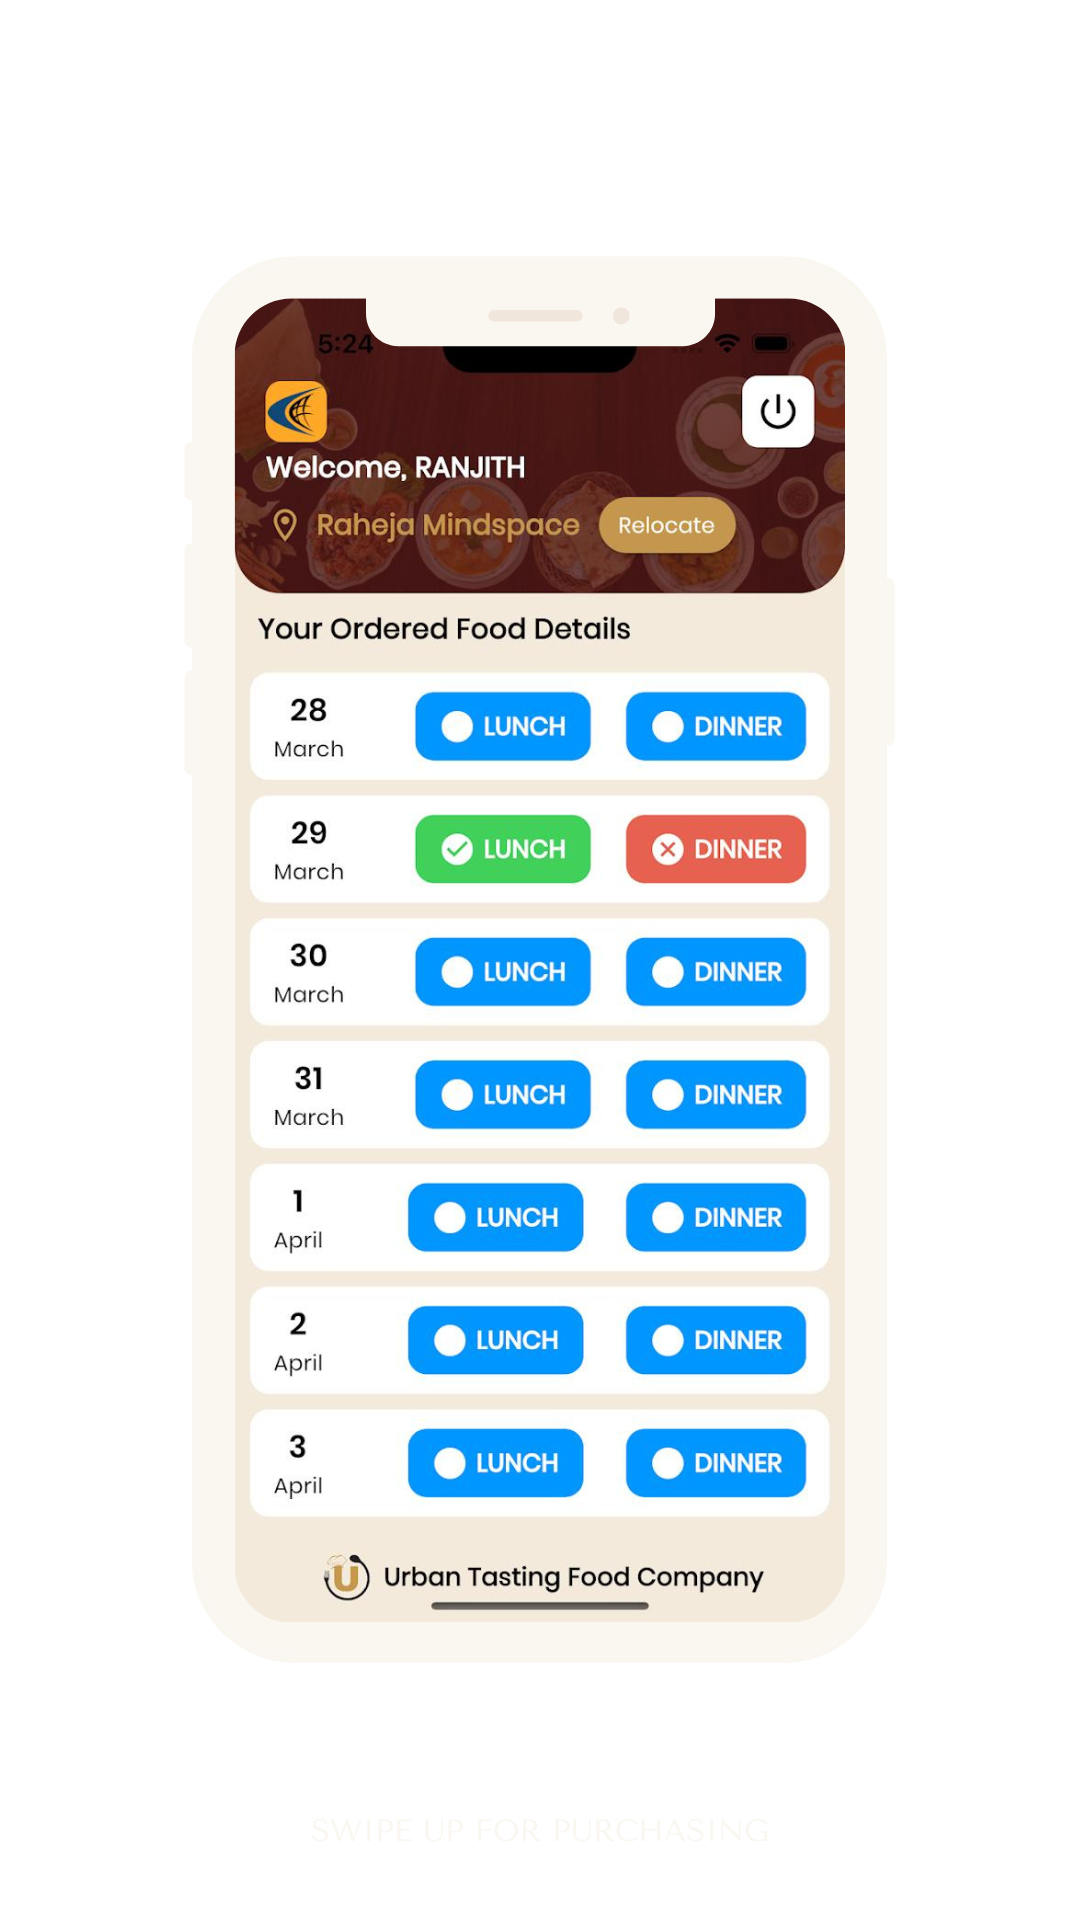 5:24
Welcome, RANJITH
Raheja Mindspace Relocate
Your Ordered Food Details
28
March
LUNCH DINNER
29
March
LUNCH DINNER
30
March
LUNCH DINNER
31
March
LUNCH DINNER
1
April
LUNCH DINNER
2
April
LUNCH DINNER
3
April
LUNCH DINNER
U Urban Tasting Food Company
SWIPE UP FOR PURCHASING